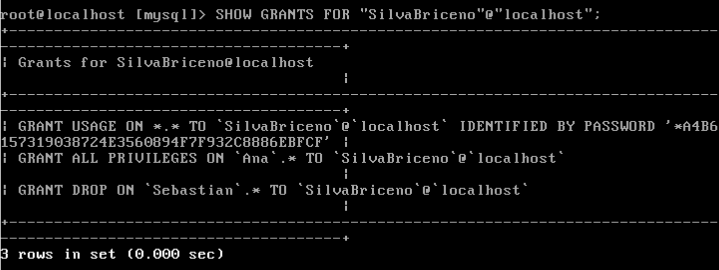 root@localhost [mysql]> SHOW GRANTS FOR "SilvaBriceno"@"localhost";
+---------------------------------------------------------------------------------
--------------------------------------+
| Grants for SilvaBriceno@localhost
                                      |
+---------------------------------------------------------------------------------
--------------------------------------+
| GRANT USAGE ON *.* TO `SilvaBriceno`@`localhost` IDENTIFIED BY PASSWORD '*A4B6
157319038724E3560894F7F932C8886EBFCF' |
| GRANT ALL PRIVILEGES ON `Ana`.* TO `SilvaBriceno`@`localhost`
                                      |
| GRANT DROP ON `Sebastian`.* TO `SilvaBriceno`@`localhost`
                                      |
+---------------------------------------------------------------------------------
--------------------------------------+
3 rows in set (0.000 sec)